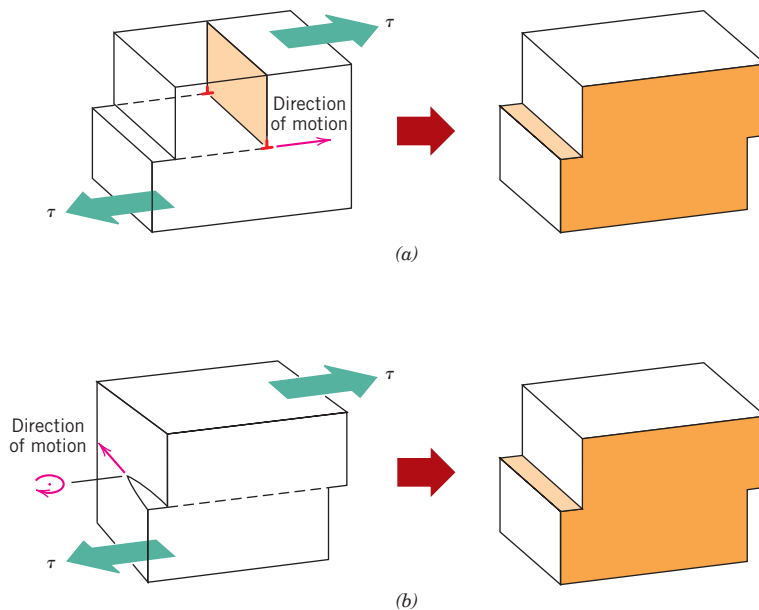 τ
Direction
of motion
τ
(a)
τ
Direction
of motion
τ
(b)